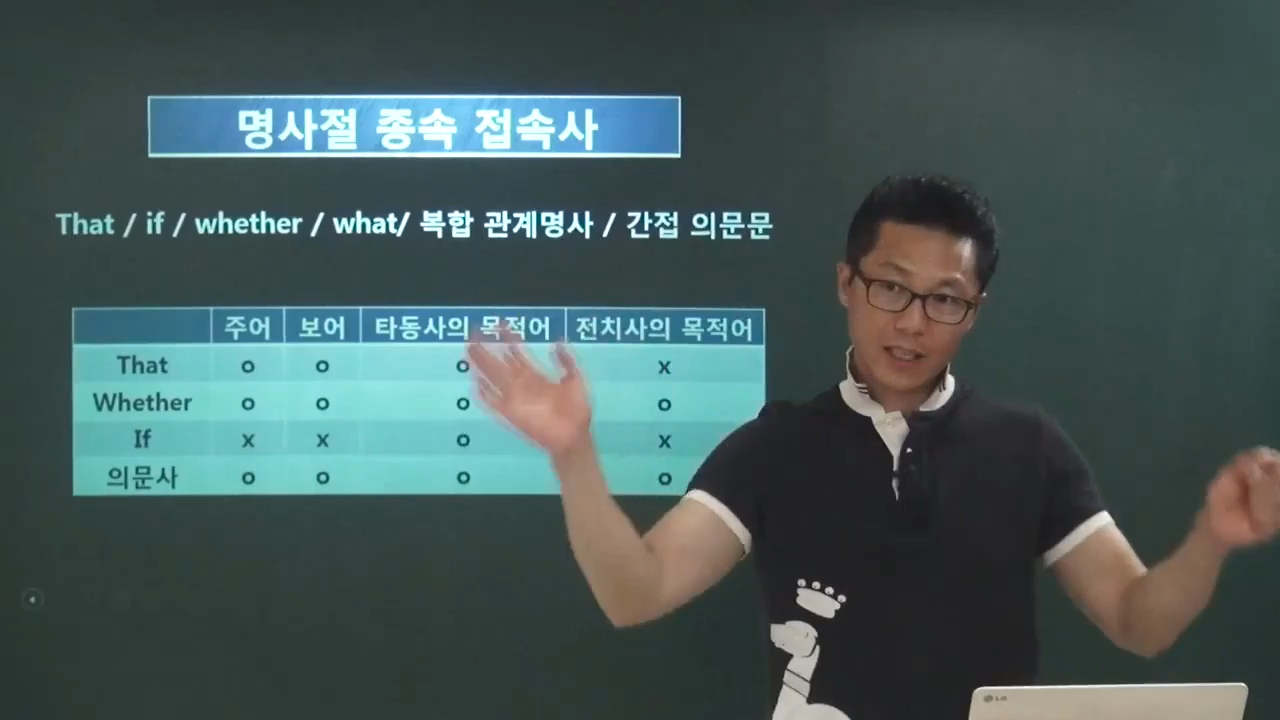 명사절 종속 접속사
That / if / whether / what/ 복합 관계명사 / 간접 의문문
주어 보어 타동사의 목적어 전치사의 목적어
That o o o x
Whether o o o o
If x x o x
의문사 o o o o
LG